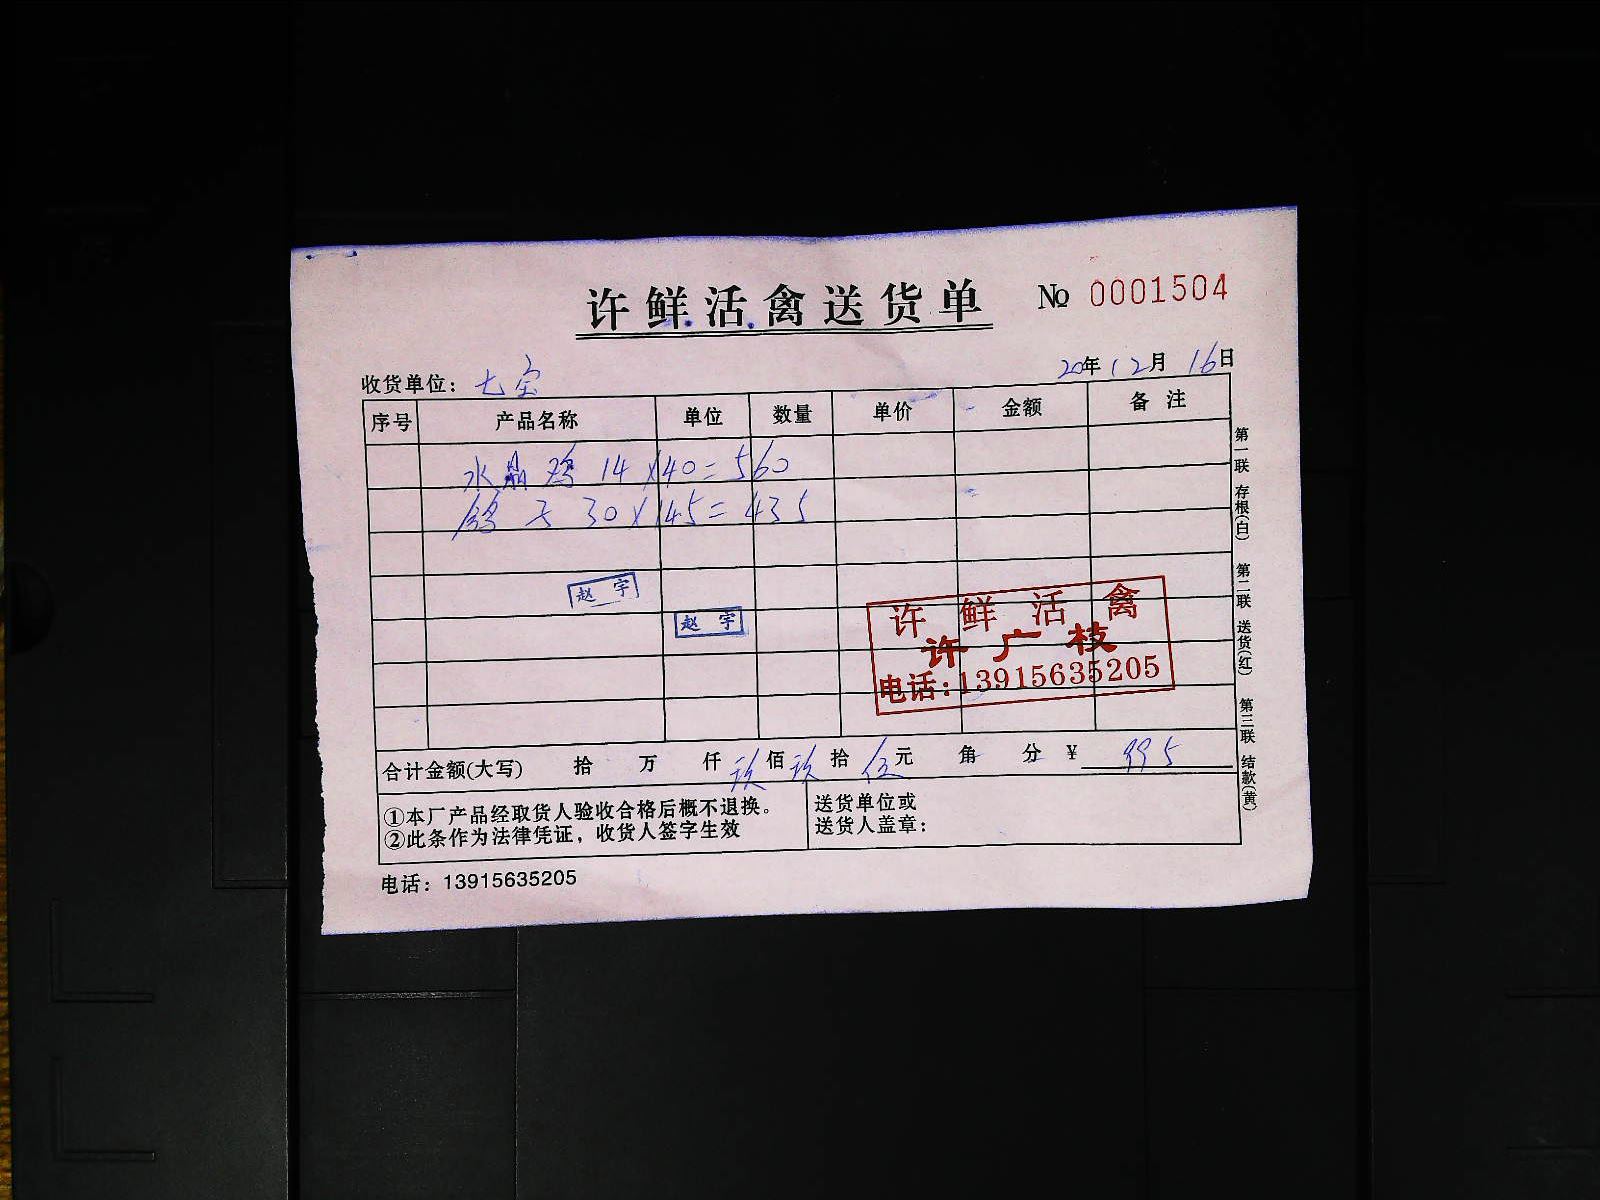 许鲜活禽送货单 № 0001504
收货单位：七宝 20年12月16日
序号 产品名称 单位 数量 单价 金额 备注
水崩鸡 14×40=560
鸽子 30×145=435
赵宇
赵宇
许鲜活禽
许广枝
电话:13915635205
合计金额(大写) 拾 万 仟 玖佰玖拾伍元 角 分 ¥ 995
①本厂产品经取货人验收合格后概不退换。
②此条作为法律凭证，收货人签字生效
送货单位或
送货人盖章：
电话：13915635205
第一联 存根(白) 第二联 送货(红) 第三联 结款(黄)